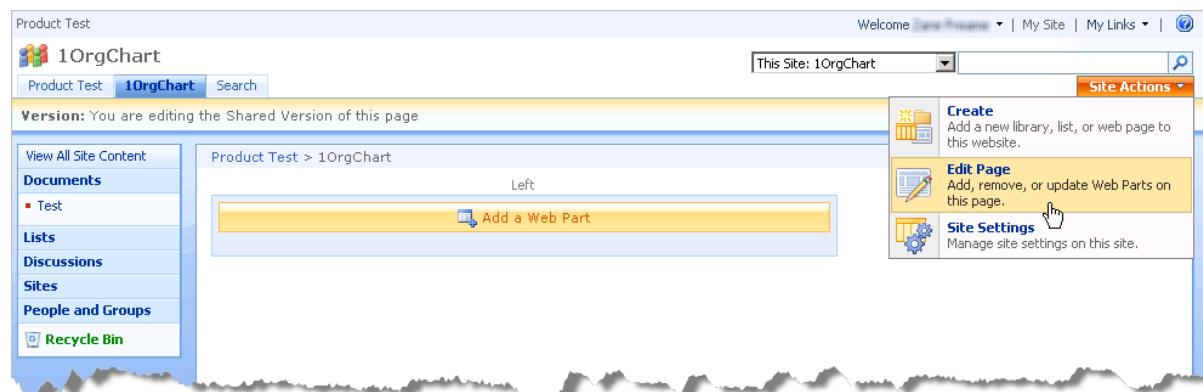 Product Test
Welcome | My Site | My Links |
1OrgChart
This Site: 1OrgChart
Product Test 1OrgChart Search
Site Actions
Version: You are editing the Shared Version of this page
Create
Add a new library, list, or web page to
this website.
Edit Page
Add, remove, or update Web Parts on
this page.
Site Settings
Manage site settings on this site.
View All Site Content
Documents
Test
Lists
Discussions
Sites
People and Groups
Recycle Bin
Product Test > 1OrgChart
Left
Add a Web Part